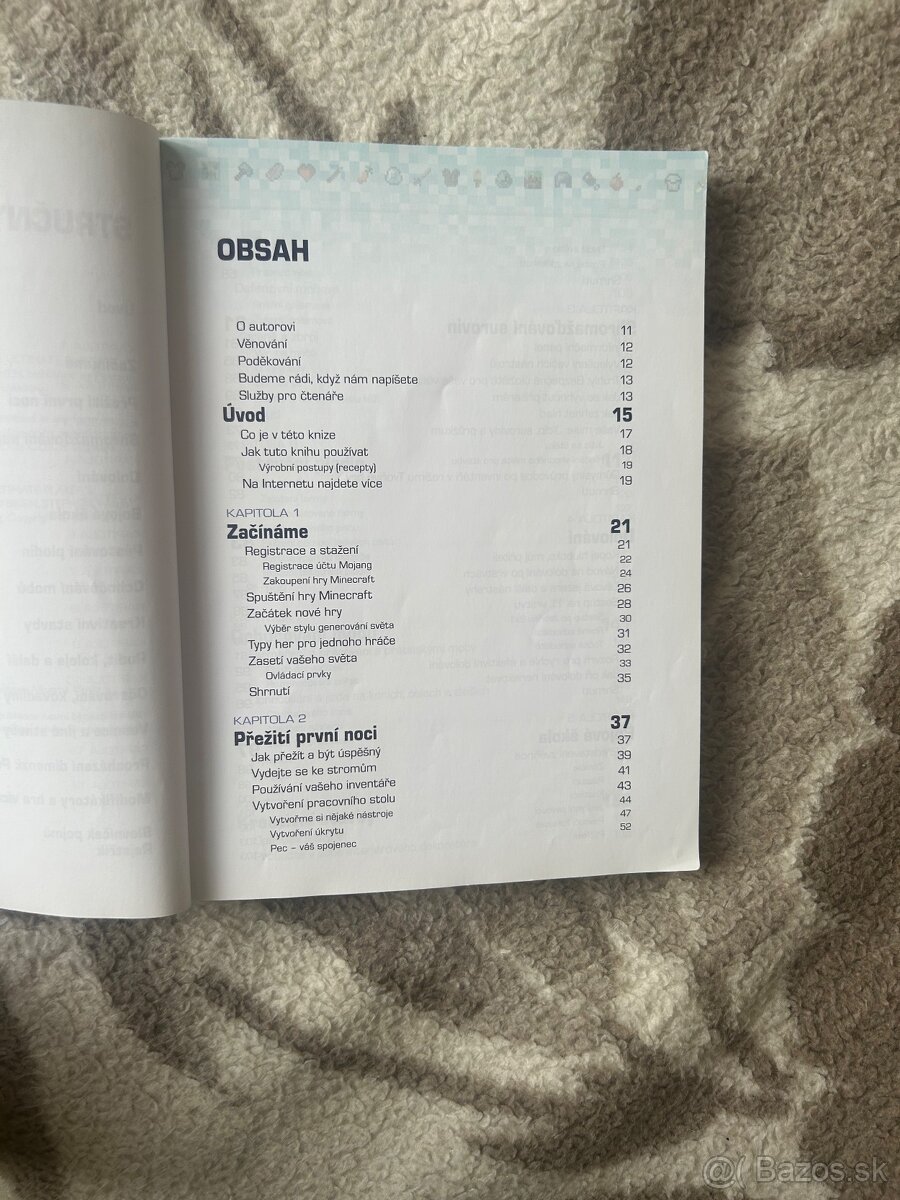 OBSAH
O autorovi 11
Věnování 12
Poděkování 12
Budeme rádi, když nám napíšete 13
Služby pro čtenáře 13
Úvod 15
Co je v této knize 17
Jak tuto knihu používat 18
Výrobní postupy (recepty) 19
Na Internetu najdete více 19
KAPITOLA 1
Začínáme 21
Registrace a stažení 21
Registrace účtu Mojang 22
Zakoupení hry Minecraft 24
Spuštění hry Minecraft 26
Začátek nové hry 28
Výběr stylu generování světa 30
Typy her pro jednoho hráče 31
Zasetí vašeho světa 32
Ovládací prvky 33
Shrnutí 35
KAPITOLA 2
Přežití první noci 37
Jak přežít a být úspěšný 37
Vydejte se ke stromům 39
Používání vašeho inventáře 41
Vytvoření pracovního stolu 43
Vytvořme si nějaké nástroje 44
Vytvoření úkrytu 47
Pec – váš spojenec 52
@( Bazos.sk